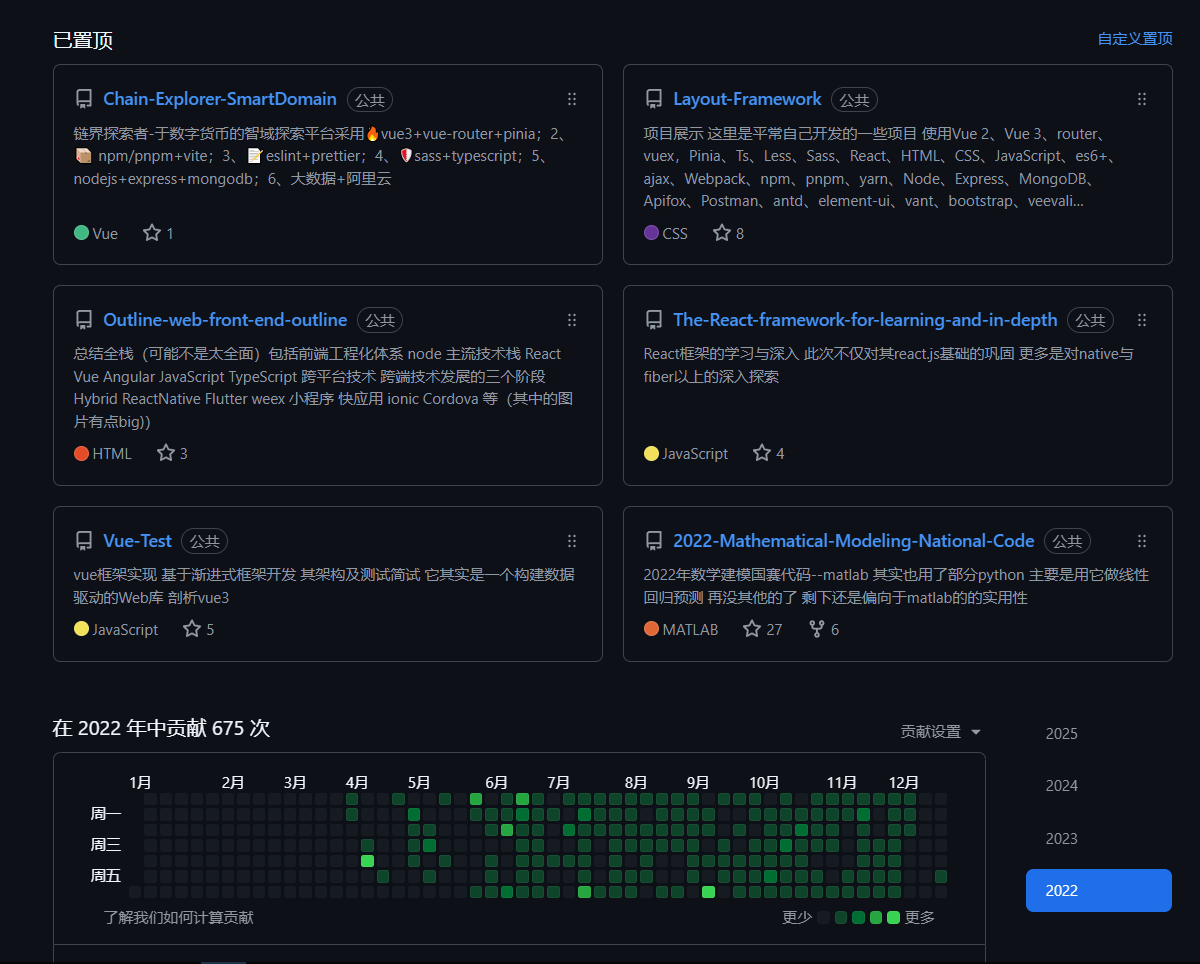 已置顶
自定义置顶
Chain-Explorer-SmartDomain 公共
链界探索者-于数字货币的智域探索平台采用🔥vue3+vue-router+pinia；2、
📦 npm/pnpm+vite；3、📝eslint+prettier；4、🛡sass+typescript；5、
nodejs+express+mongodb；6、大数据+阿里云
Vue 1
Layout-Framework 公共
项目展示 这里是平常自己开发的一些项目 使用Vue 2、Vue 3、router、
vuex，Pinia、Ts、Less、Sass、React、HTML、CSS、JavaScript、es6+、
ajax、Webpack、npm、pnpm、yarn、Node、Express、MongoDB、
Apifox、Postman、antd、element-ui、vant、bootstrap、veevali...
CSS 8
Outline-web-front-end-outline 公共
总结全栈（可能不是太全面）包括前端工程化体系 node 主流技术栈 React
Vue Angular JavaScript TypeScript 跨平台技术 跨端技术发展的三个阶段
Hybrid ReactNative Flutter weex 小程序 快应用 ionic Cordova 等（其中的图
片有点big))
HTML 3
The-React-framework-for-learning-and-in-depth 公共
React框架的学习与深入 此次不仅对其react.js基础的巩固 更多是对native与
fiber以上的深入探索
JavaScript 4
Vue-Test 公共
vue框架实现 基于渐进式框架开发 其架构及测试简试 它其实是一个构建数据
驱动的Web库 剖析vue3
JavaScript 5
2022-Mathematical-Modeling-National-Code 公共
2022年数学建模国赛代码--matlab 其实也用了部分python 主要是用它做线性
回归预测 再没其他的了 剩下还是偏向于matlab的的实用性
MATLAB 27 6
在 2022 年中贡献 675 次
贡献设置
1月 2月 3月 4月 5月 6月 7月 8月 9月 10月 11月 12月
周一
周三
周五
了解我们如何计算贡献
更少 更多
2025
2024
2023
2022